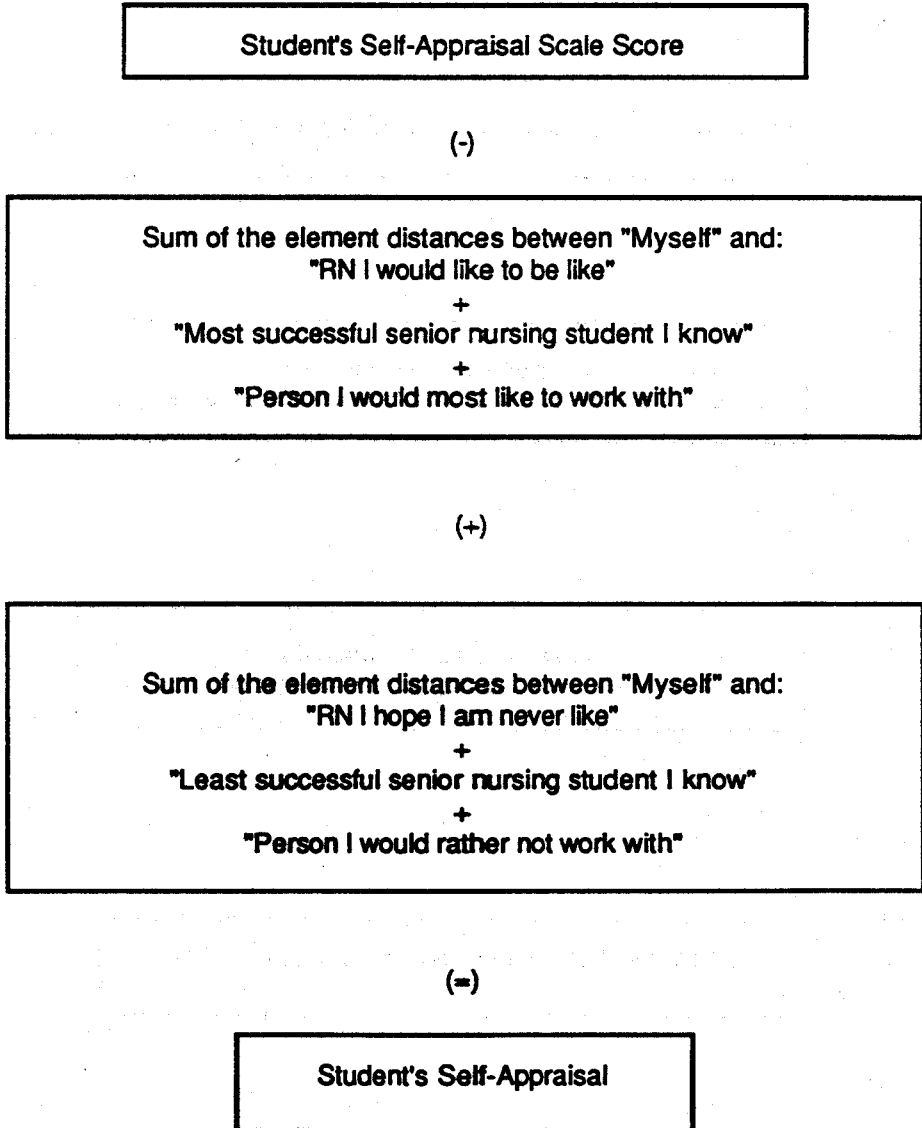 Student's Self-Appraisal Scale Score
(-)
Sum of the element distances between "Myself" and:
"RN I would like to be like"
+
"Most successful senior nursing student I know"
+
"Person I would most like to work with"
(+)
Sum of the element distances between "Myself" and:
"RN I hope I am never like"
+
"Least successful senior nursing student I know"
+
"Person I would rather not work with"
(=)
Student's Self-Appraisal